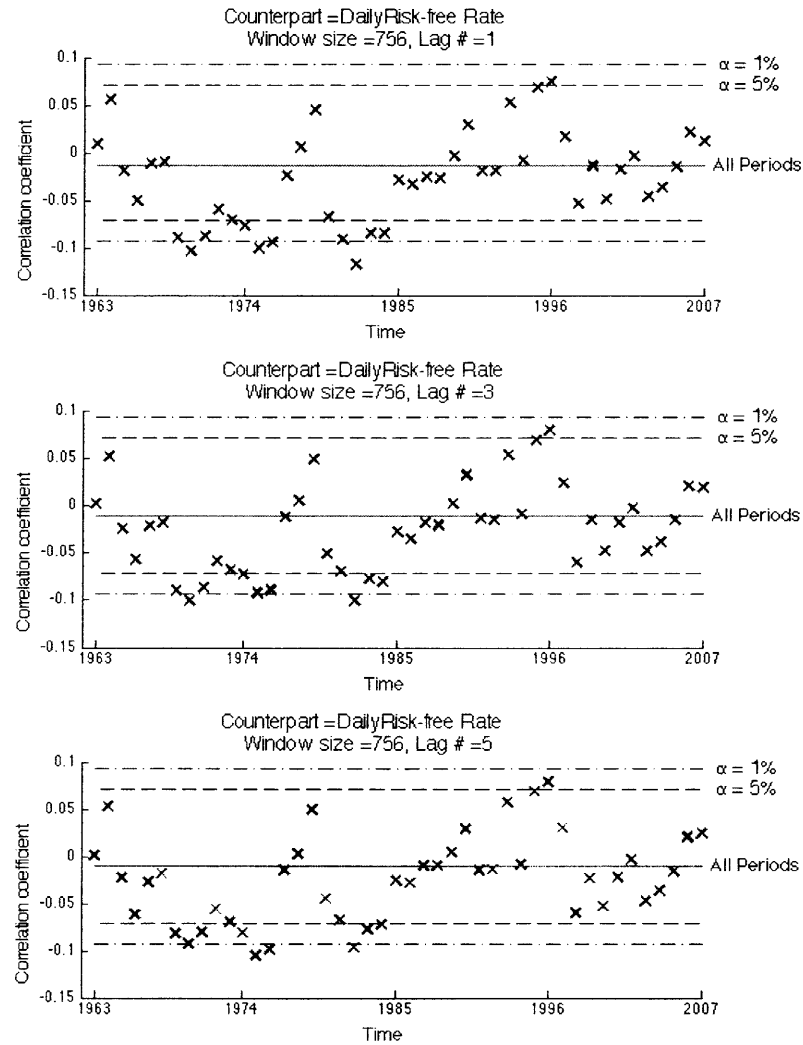 Counterpart =DailyRisk-free Rate
Window size =756, Lag # =1
0.1
0.05
0
-0.05
-0.1
-0.15
Correlation coefficient
α = 1%
α = 5%
All Periods
1963
1974
1985
1996
2007
Time
Counterpart =DailyRisk-free Rate
Window size =756, Lag # =3
0.1
0.05
0
-0.05
-0.1
-0.15
Correlation coefficient
α = 1%
α = 5%
All Periods
1963
1974
1985
1996
2007
Time
Counterpart =DailyRisk-free Rate
Window size =756, Lag # =5
0.1
0.05
0
-0.05
-0.1
-0.15
Correlation coefficient
α = 1%
α = 5%
All Periods
1963
1974
1985
1996
2007
Time